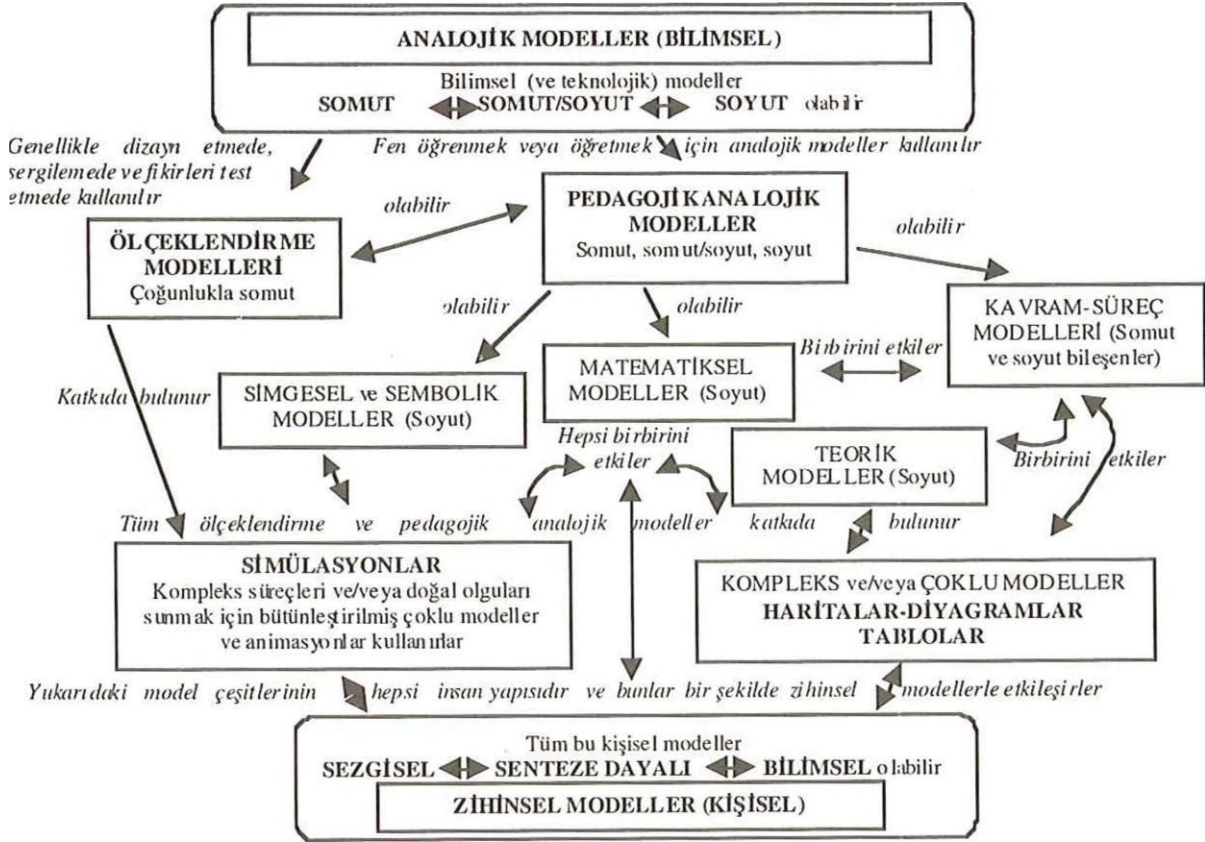 ANALOJİK MODELLER (BİLİMSEL)
Bilimsel (ve teknolojik) modeller
SOMUT SOMUT/SOYUT SOYUT olabilir
Genellikle dizayn etmede,
sergilemede ve fikirleri test
etmede kullanılır
Fen öğrenmek veya öğretmek için analojik modeller kullanılır
olabilir
PEDAGOJİK ANALOJİK
MODELLER
Somut, somut/soyut, soyut
olabilir
ÖLÇEKLENDİRME
MODELLERİ
Çoğunlukla somut
olabilir
olabilir
KAVRAM-SÜREÇ
MODELLERİ (Somut
ve soyut bileşenler)
Birbirini etkiler
MATEMATİKSEL
MODELLER (Soyut)
Katkıda bulunur
SİMGESEL ve SEMBOLİK
MODELLER (Soyut)
Hepsi birbirini
etkiler
TEORİK
MODELLER (Soyut)
Birbirini etkiler
Tüm ölçeklendirme ve pedagojik analojik modeller katkıda bulunur
SİMÜLASYONLAR
Kompleks süreçleri ve/veya doğal olguları
sunmak için bütünleştirilmiş çoklu modeller
ve animasyonlar kullanırlar
KOMPLEKS ve/veya ÇOKLU MODELLER
HARİTALAR-DİYAGRAMLAR
TABLOLAR
Yukarıdaki model çeşitlerinin hepsi insan yapısıdır ve bunlar bir şekilde zihinsel modellerle etkileşirler
Tüm bu kişisel modeller
SEZGİSEL SENTEZE DAYALI BİLİMSEL olabilir
ZİHİNSEL MODELLER (KİŞİSEL)